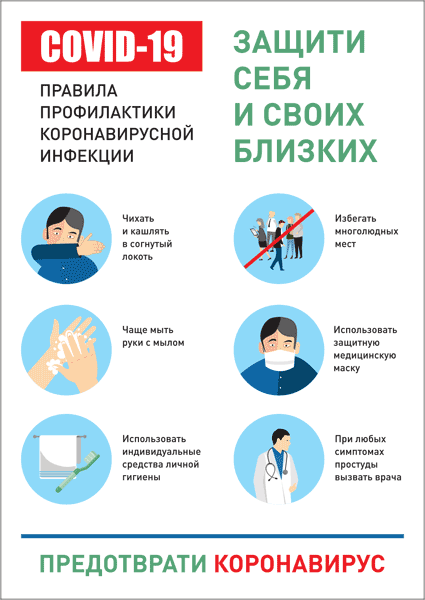 COVID-19
ПРАВИЛА
ПРОФИЛАКТИКИ
КОРОНАВИРУСНОЙ
ИНФЕКЦИИ
ЗАЩИТИ
СЕБЯ
И СВОИХ
БЛИЗКИХ
Чихать
и кашлять
в согнутый
локоть
Избегать
многолюдных
мест
Чаще мыть
руки с мылом
Использовать
защитную
медицинскую
маску
Использовать
индивидуальные
средства личной
гигиены
При любых
симптомах
простуды
вызвать врача
ПРЕДОТВРАТИ КОРОНАВИРУС